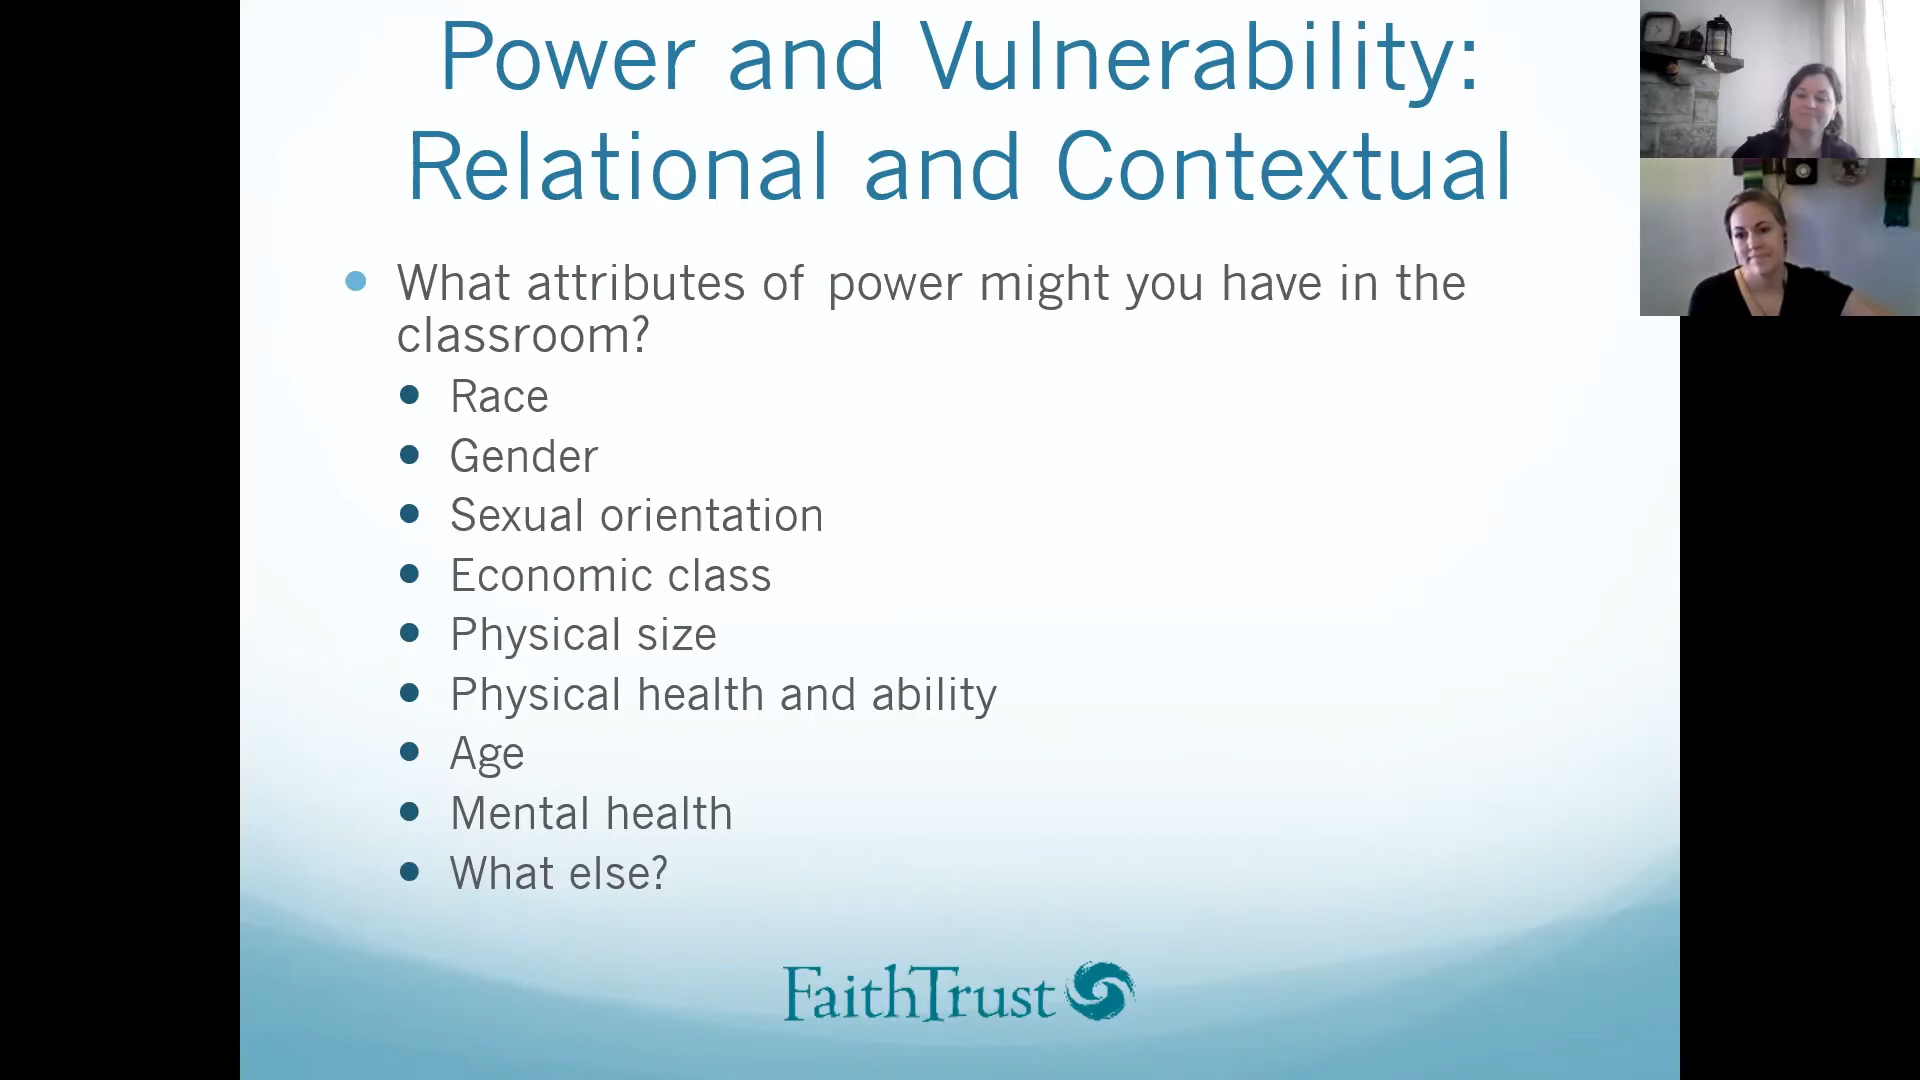 Power and Vulnerability:
Relational and Contextual
What attributes of power might you have in the
classroom?
Race
Gender
Sexual orientation
Economic class
Physical size
Physical health and ability
Age
Mental health
What else?
FaithTrust